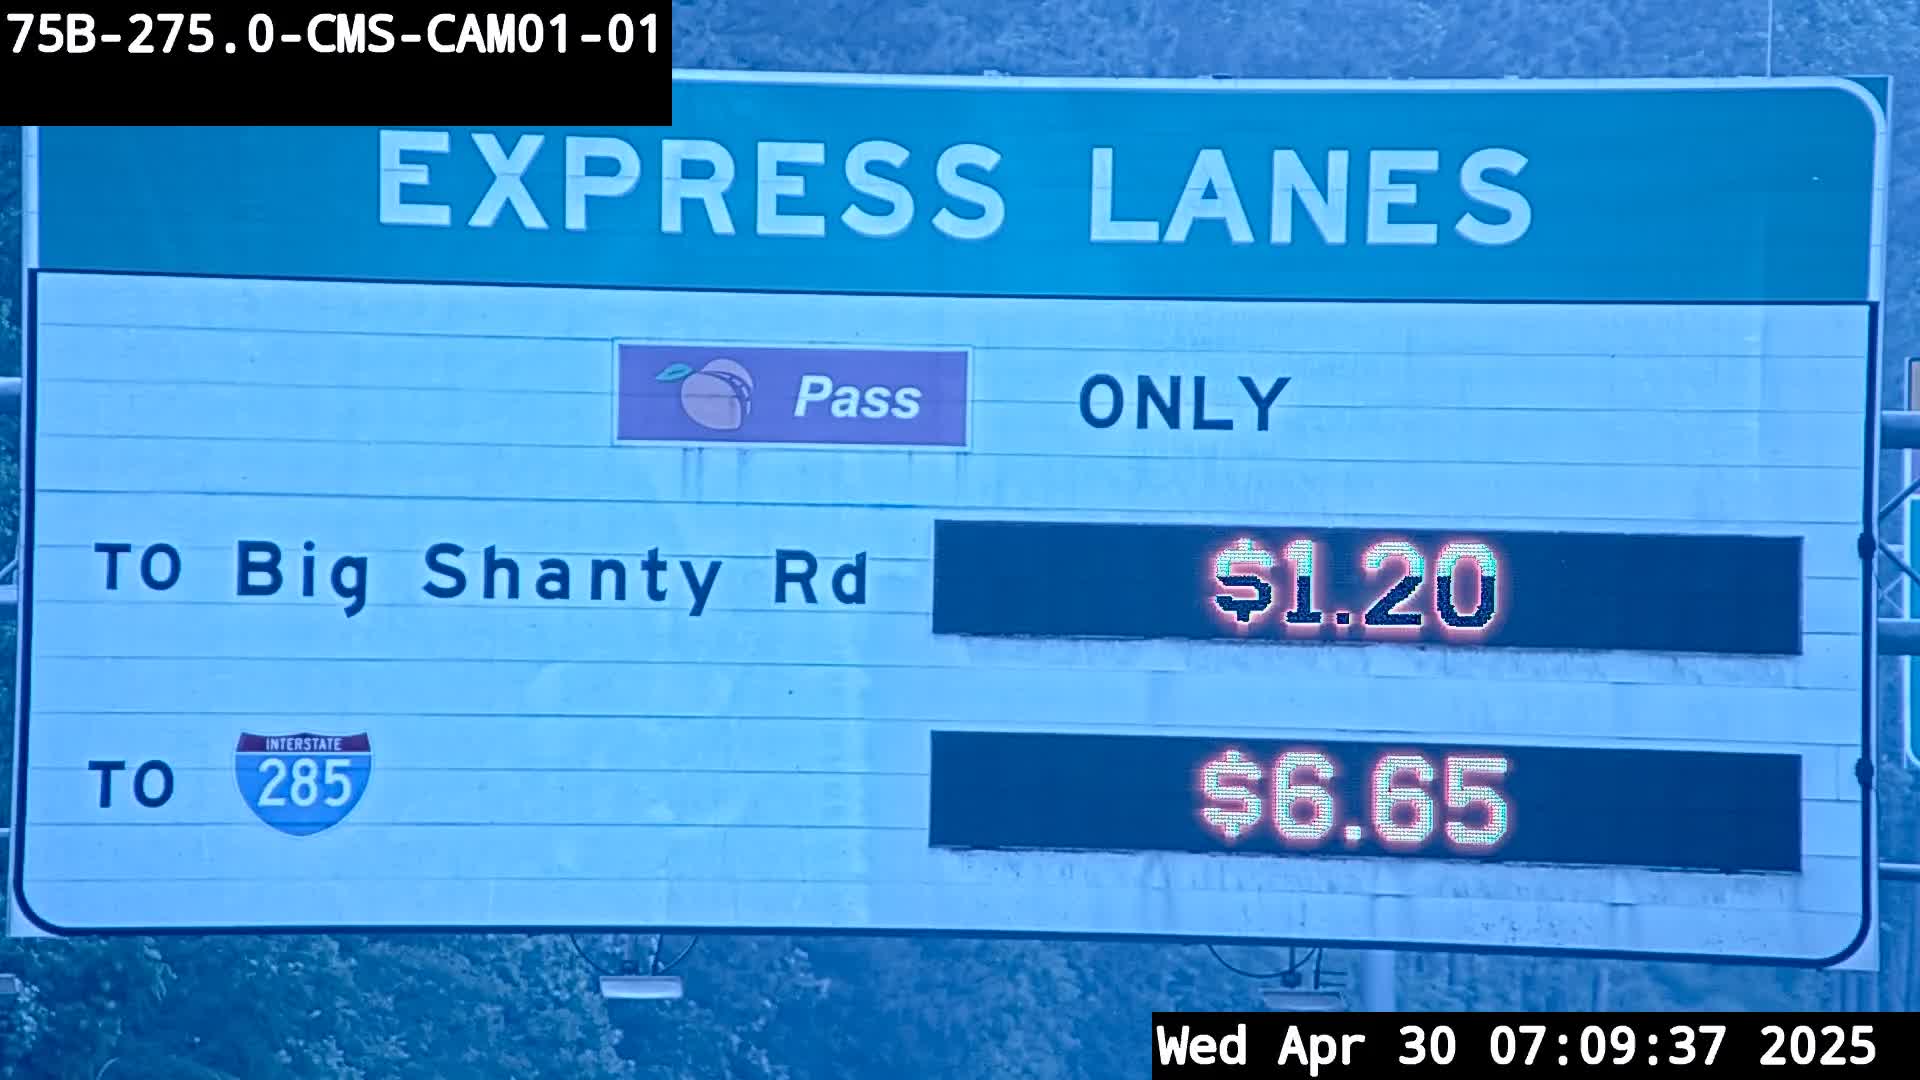 75B-275.0-CMS-CAM01-01
EXPRESS LANES
Pass ONLY
TO Big Shanty Rd $1.20
TO INTERSTATE 285 $6.65
Wed Apr 30 07:09:37 2025